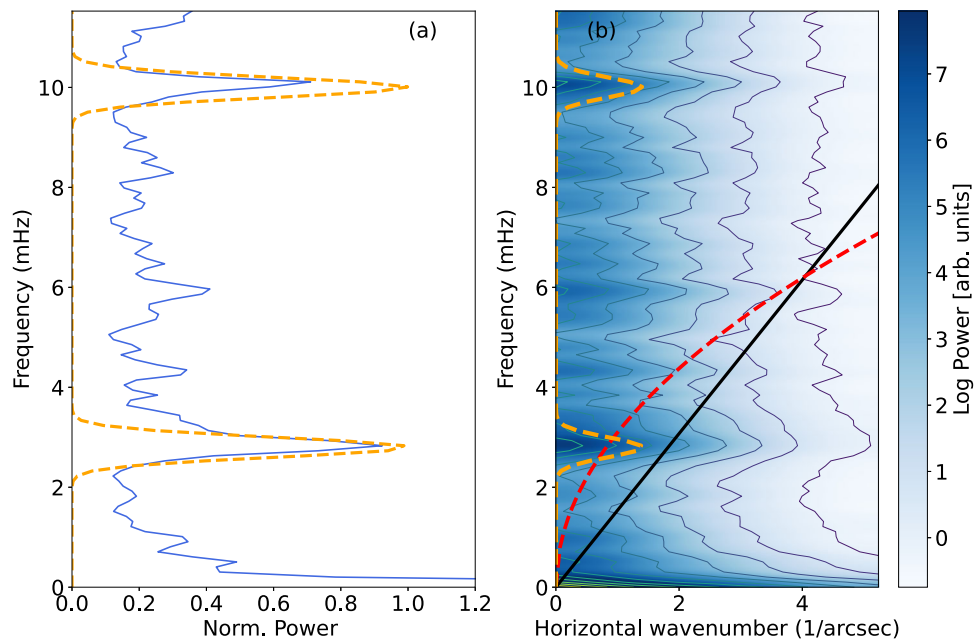 (a)
(b)
10
8
6
4
2
0
0.0 0.2 0.4 0.6 0.8 1.0 1.2
Frequency (mHz)
Norm. Power
10
8
6
4
2
0
0 2 4
Frequency (mHz)
Horizontal wavenumber (1/arcsec)
7
6
5
4
3
2
1
0
Log Power [arb. units]